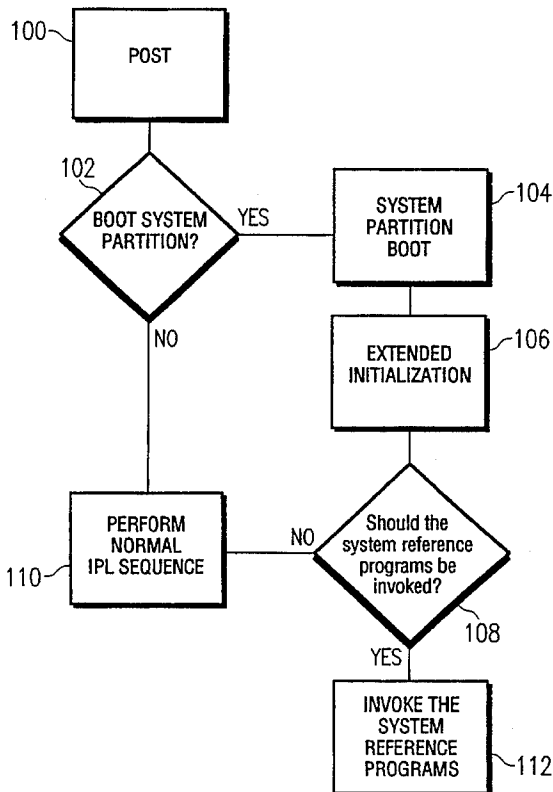 100
POST
102
BOOT SYSTEM
PARTITION?
YES
SYSTEM
PARTITION
BOOT
104
NO
EXTENDED
INITIALIZATION
106
PERFORM
NORMAL
IPL SEQUENCE
110
NO
Should the
system reference
programs be
invoked?
108
YES
INVOKE THE
SYSTEM
REFERENCE
PROGRAMS
112